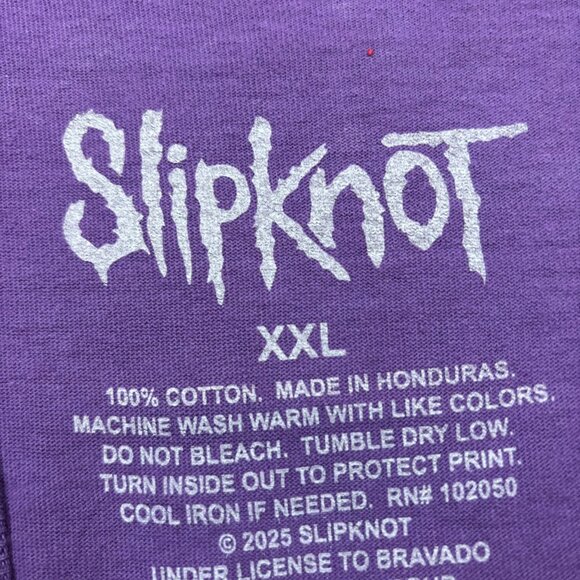 Slipknot
XXL
100% COTTON. MADE IN HONDURAS.
MACHINE WASH WARM WITH LIKE COLORS.
DO NOT BLEACH. TUMBLE DRY LOW.
TURN INSIDE OUT TO PROTECT PRINT.
COOL IRON IF NEEDED. RN# 102050
© 2025 SLIPKNOT
UNDER LICENSE TO BRAVADO